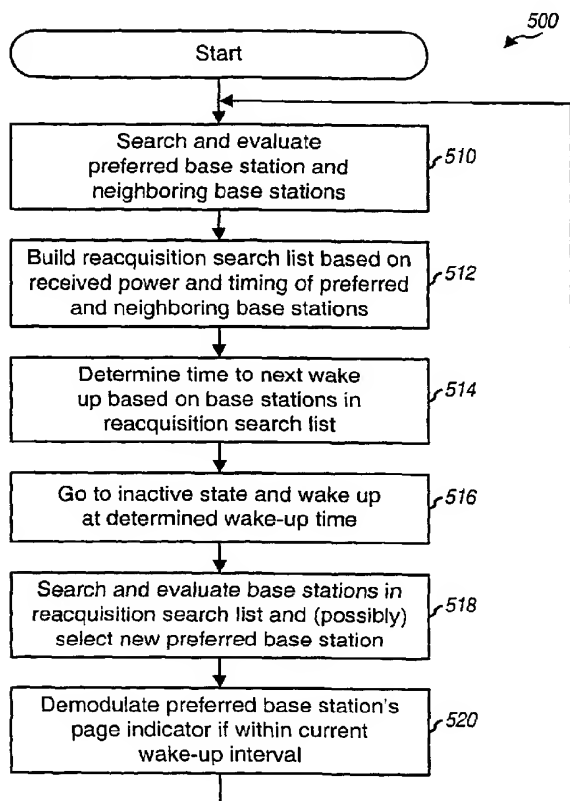 500
Start
Search and evaluate
preferred base station and
neighboring base stations
510
Build reacquisition search list based on
received power and timing of preferred
and neighboring base stations
512
Determine time to next wake
up based on base stations in
reacquisition search list
514
Go to inactive state and wake up
at determined wake-up time
516
Search and evaluate base stations in
reacquisition search list and (possibly)
select new preferred base station
518
Demodulate preferred base station's
page indicator if within current
wake-up interval
520